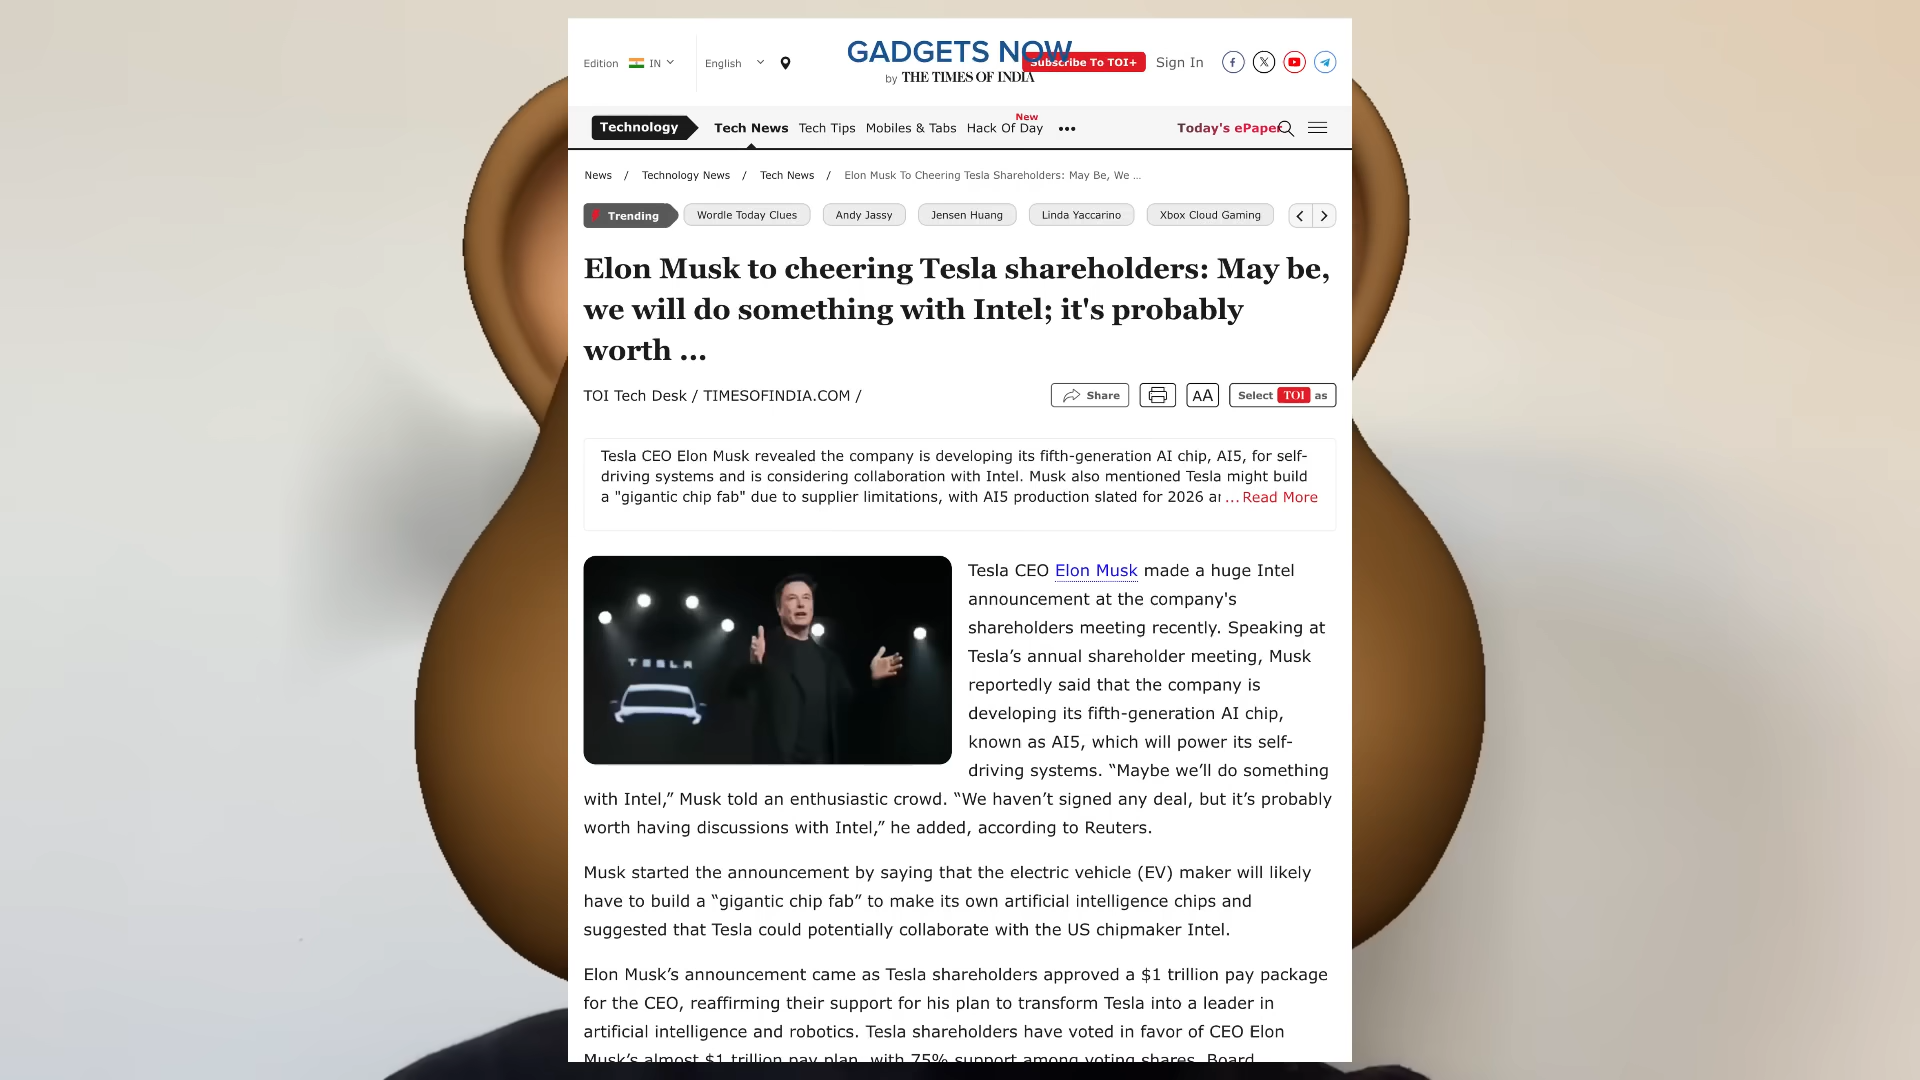 Edition IN English
GADGETS NOW
by THE TIMES OF INDIA
Subscribe To TOI+ Sign In
Technology Tech News Tech Tips Mobiles & Tabs Hack Of Day New ••• Today's ePaper
News / Technology News / Tech News / Elon Musk To Cheering Tesla Shareholders: May Be, We ...
Trending Wordle Today Clues Andy Jassy Jensen Huang Linda Yaccarino Xbox Cloud Gaming
Elon Musk to cheering Tesla shareholders: May be,
we will do something with Intel; it's probably
worth ...
TOI Tech Desk / TIMESOFINDIA.COM /
Share AA Select TOI as
Tesla CEO Elon Musk revealed the company is developing its fifth-generation AI chip, AI5, for self-
driving systems and is considering collaboration with Intel. Musk also mentioned Tesla might build
a "gigantic chip fab" due to supplier limitations, with AI5 production slated for 2026 ... Read More
TESLA
Tesla CEO Elon Musk made a huge Intel
announcement at the company's
shareholders meeting recently. Speaking at
Tesla’s annual shareholder meeting, Musk
reportedly said that the company is
developing its fifth-generation AI chip,
known as AI5, which will power its self-
driving systems. “Maybe we’ll do something
with Intel,” Musk told an enthusiastic crowd. “We haven’t signed any deal, but it’s probably
worth having discussions with Intel,” he added, according to Reuters.
Musk started the announcement by saying that the electric vehicle (EV) maker will likely
have to build a “gigantic chip fab” to make its own artificial intelligence chips and
suggested that Tesla could potentially collaborate with the US chipmaker Intel.
Elon Musk’s announcement came as Tesla shareholders approved a $1 trillion pay package
for the CEO, reaffirming their support for his plan to transform Tesla into a leader in
artificial intelligence and robotics. Tesla shareholders have voted in favor of CEO Elon
Musk’s almost $1 trillion pay plan, with 75% support among voting shares. Board